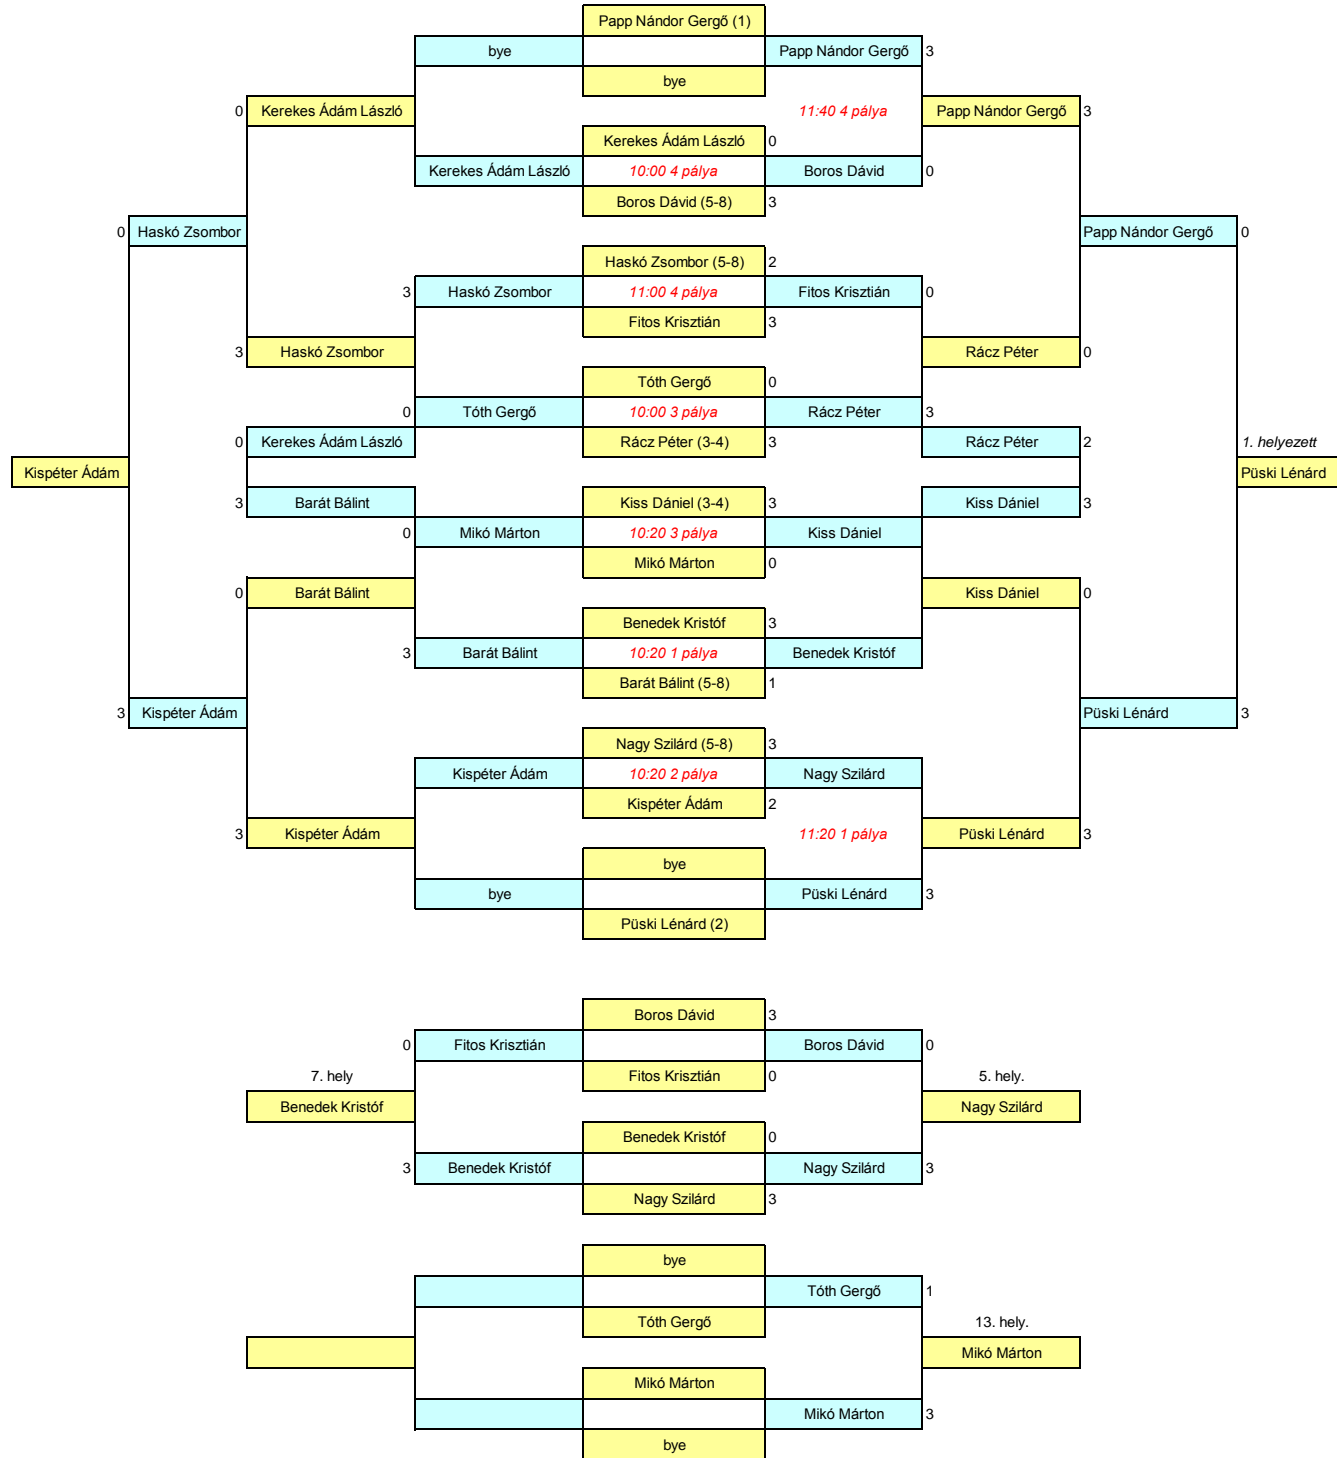 Papp Nándor Gergő (1)
bye Papp Nándor Gergő 3
bye
0 Kerekes Ádám László 11:40 4 pálya Papp Nándor Gergő 3
Kerekes Ádám László 0
Kerekes Ádám László 10:00 4 pálya Boros Dávid 0
Boros Dávid (5-8) 3
0 Haskó Zsombor Papp Nándor Gergő 0
Haskó Zsombor (5-8) 2
3 Haskó Zsombor 11:00 4 pálya Fitos Krisztián 0
Fitos Krisztián 3
3 Haskó Zsombor Rácz Péter 0
Tóth Gergő 0
0 Tóth Gergő 10:00 3 pálya Rácz Péter 3
0 Kerekes Ádám László Rácz Péter (3-4) 3 Rácz Péter 2 1. helyezett
Kispéter Ádám Püski Lénárd
3 Barát Bálint Kiss Dániel (3-4) 3 Kiss Dániel 3
0 Mikó Márton 10:20 3 pálya Kiss Dániel
Mikó Márton 0
0 Barát Bálint Kiss Dániel 0
Benedek Kristóf 3
3 Barát Bálint 10:20 1 pálya Benedek Kristóf
Barát Bálint (5-8) 1
3 Kispéter Ádám Püski Lénárd 3
Nagy Szilárd (5-8) 3
Kispéter Ádám 10:20 2 pálya Nagy Szilárd
Kispéter Ádám 2
3 Kispéter Ádám 11:20 1 pálya Püski Lénárd 3
bye
bye Püski Lénárd 3
Püski Lénárd (2)
Boros Dávid 3
0 Fitos Krisztián Boros Dávid 0
7. hely Fitos Krisztián 0 5. hely.
Benedek Kristóf Nagy Szilárd
Benedek Kristóf 0
3 Benedek Kristóf Nagy Szilárd 3
Nagy Szilárd 3
bye
Tóth Gergő 1
Tóth Gergő 13. hely.
Mikó Márton
Mikó Márton
Mikó Márton 3
bye